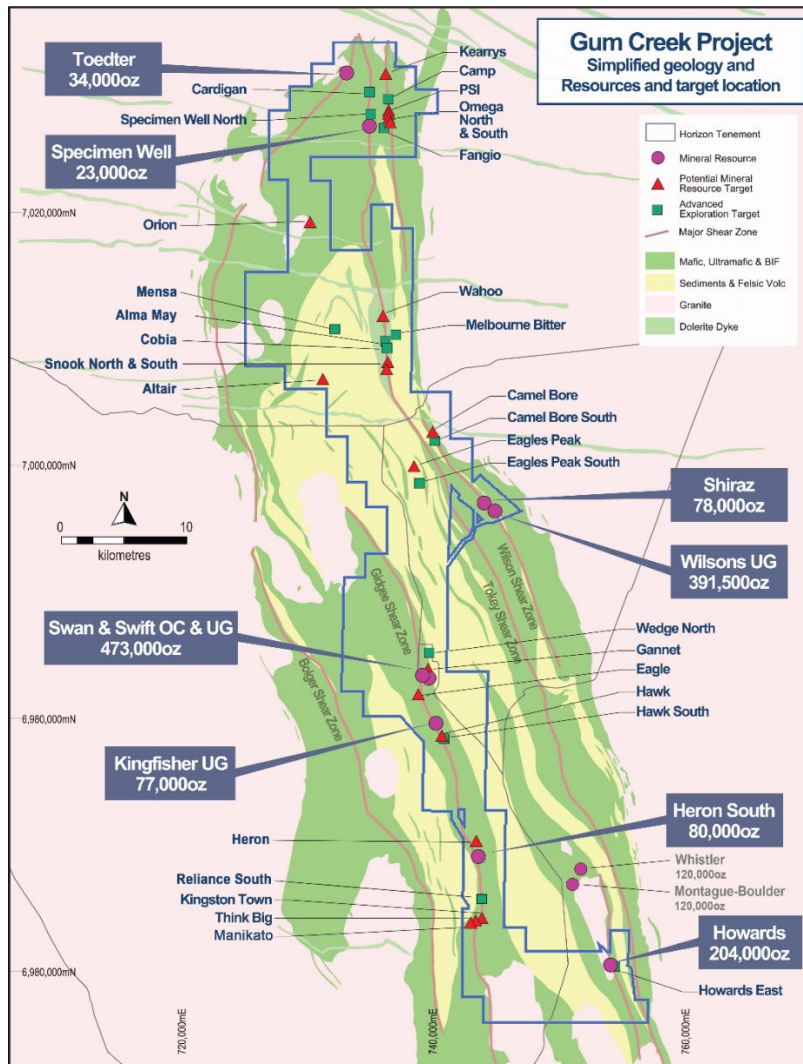 Gum Creek Project
Simplified geology and
Resources and target location
Horizon Tenement
Mineral Resource
Potential Mineral
Resource Target
Advanced
Exploration Target
Major Shear Zone
Mafic, Ultramafic & BIF
Sediments & Felsic Volc
Granite
Dolerite Dyke
Toedter
34,000oz
Cardigan
Specimen Well North
Specimen Well
23,000oz
Kearrys
Camp
PSI
Omega
North
& South
Fangio
7,020,000mN
Orion
Mensa
Alma May
Cobia
Snook North & South
Altair
Wahoo
Melbourne Bitter
Camel Bore
Camel Bore South
Eagles Peak
Eagles Peak South
7,000,000mN
N
0
10
kilometres
Shiraz
78,000oz
Wilsons UG
391,500oz
Wilson Shear Zone
Tokey Shear Zone
Gidgee Shear Zone
Bolger Shear Zone
Swan & Swift OC & UG
473,000oz
Wedge North
Gannet
Eagle
Hawk
Hawk South
6,980,000mN
Kingfisher UG
77,000oz
Heron South
80,000oz
Heron
Whistler
120,000oz
Montague-Boulder
120,000oz
Reliance South
Kingston Town
Think Big
Manikato
Howards
204,000oz
Howards East
6,980,000mN
720,000mE
740,000mE
760,000mE